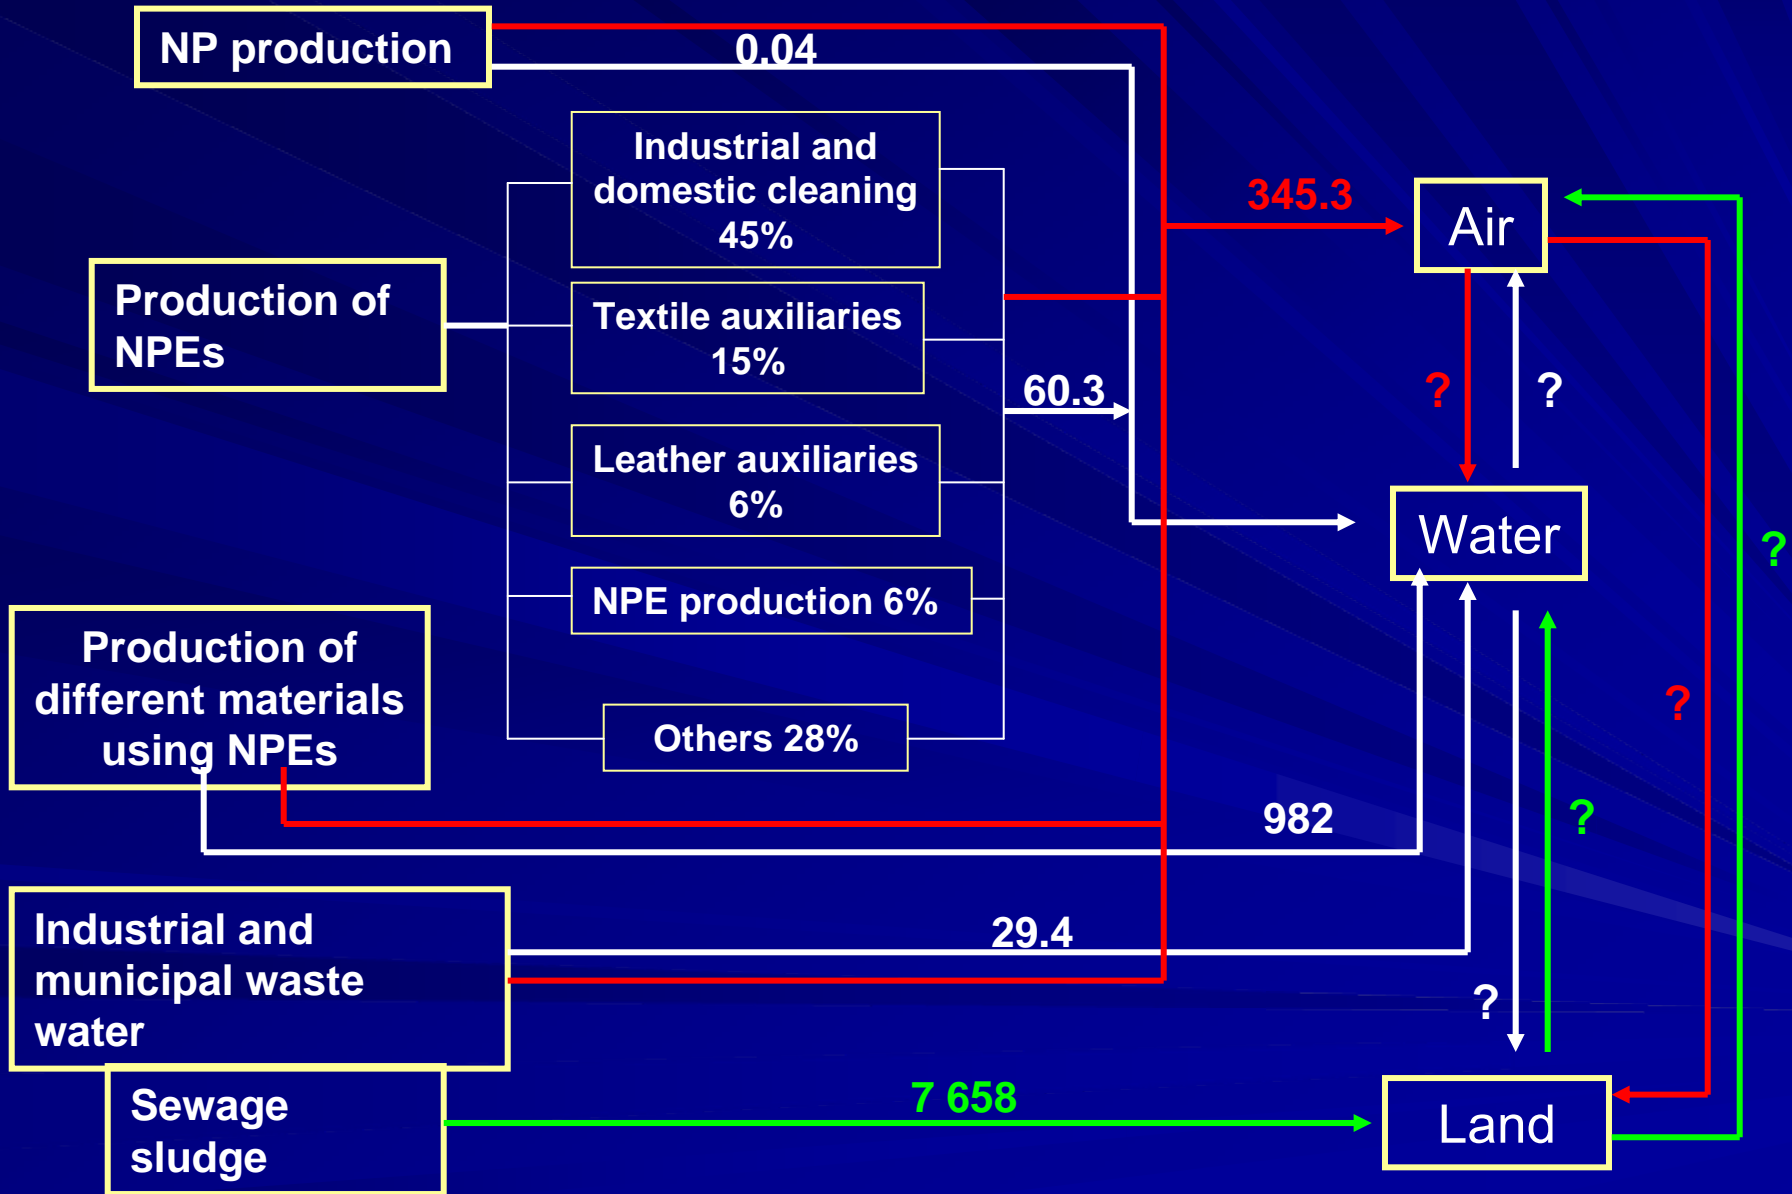 NP production
0.04
Industrial and
domestic cleaning
45%
345.3
Air
Production of
NPEs
Textile auxiliaries
15%
60.3
?
?
Leather auxiliaries
6%
Water
?
NPE production 6%
Production of
different materials
using NPEs
Others 28%
?
982
?
Industrial and
municipal waste
water
29.4
?
Sewage
sludge
7 658
Land